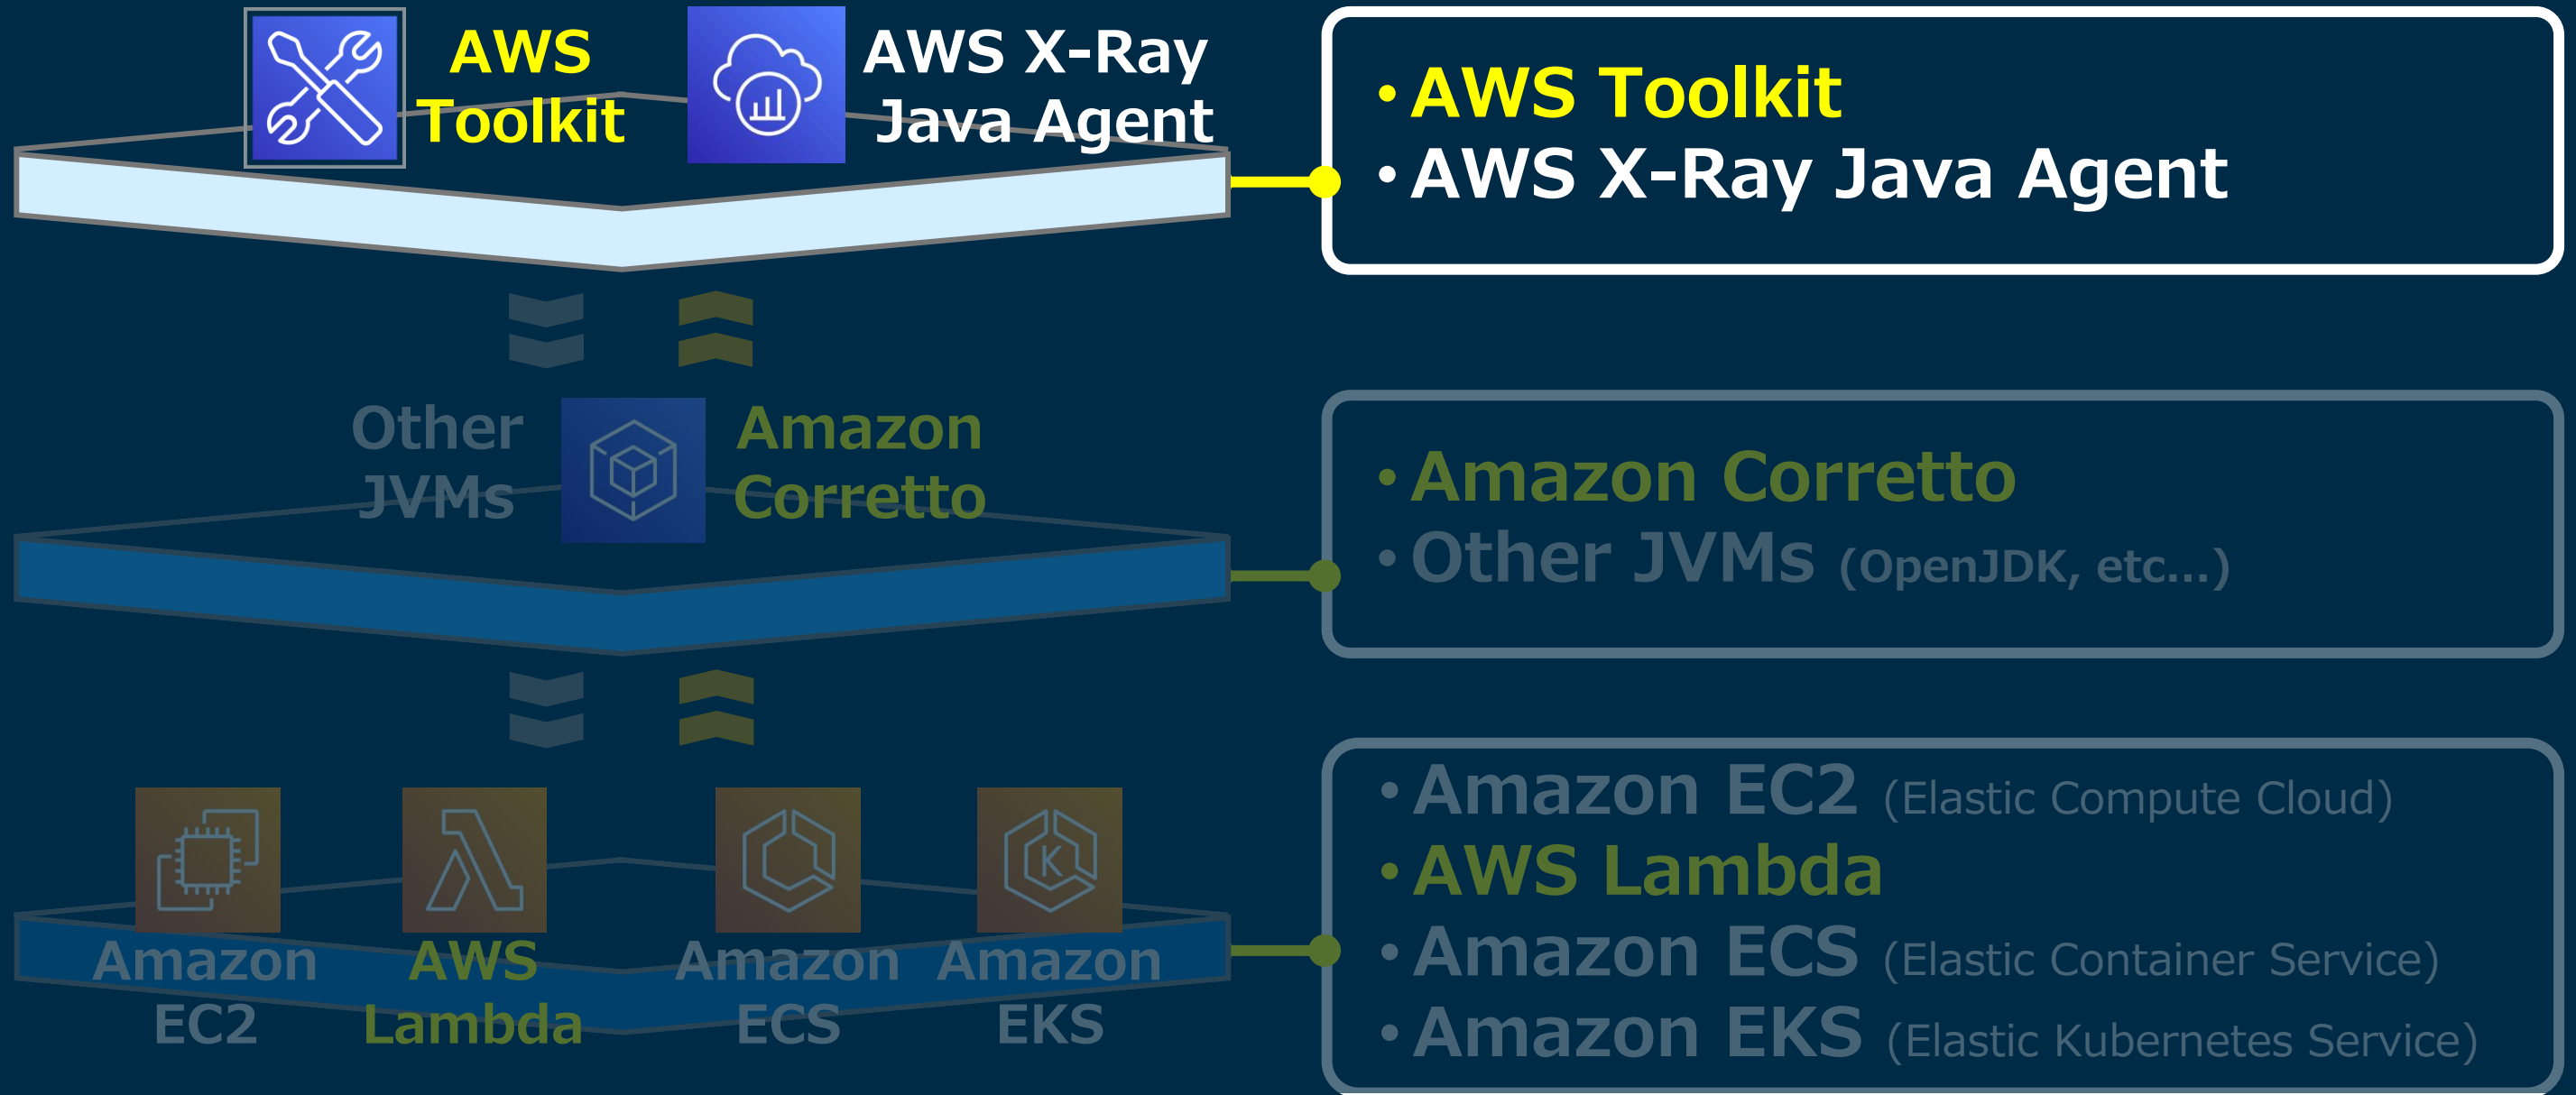 AWS
Toolkit
AWS X-Ray
Java Agent
•AWS Toolkit
•AWS X-Ray Java Agent
Other
JVMs
Amazon
Corretto
•Amazon Corretto
•Other JVMs (OpenJDK, etc...)
Amazon
EC2
AWS
Lambda
Amazon
ECS
K
Amazon
EKS
•Amazon EC2 (Elastic Compute Cloud)
•AWS Lambda
•Amazon ECS (Elastic Container Service)
•Amazon EKS (Elastic Kubernetes Service)